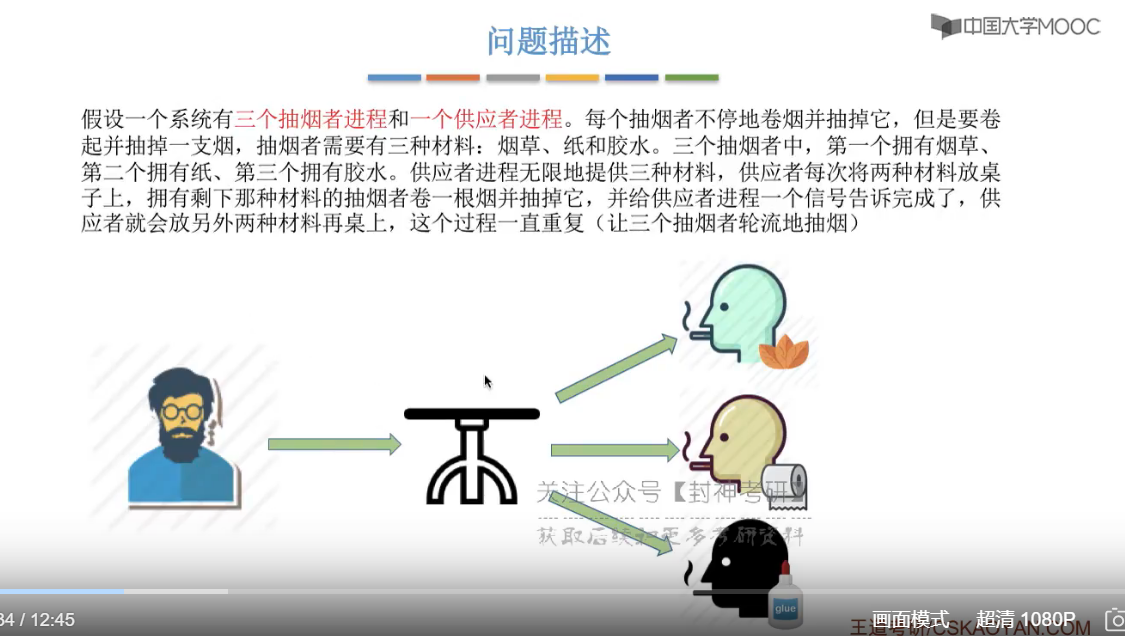 中国大学MOOC
问题描述
假设一个系统有三个抽烟者进程和一个供应者进程。每个抽烟者不停地卷烟并抽掉它，但是要卷
起并抽掉一支烟，抽烟者需要有三种材料：烟草、纸和胶水。三个抽烟者中，第一个拥有烟草、
第二个拥有纸、第三个拥有胶水。供应者进程无限地提供三种材料，供应者每次将两种材料放桌
子上，拥有剩下那种材料的抽烟者卷一根烟并抽掉它，并给供应者进程一个信号告诉完成了，供
应者就会放另外两种材料再桌上，这个过程一直重复（让三个抽烟者轮流地抽烟）
关注公众号【封神考研】
获取后续和更多考研资料
glue
34 / 12:45
画面模式
超清 1080P
王道考研/CSKAOYAN.COM